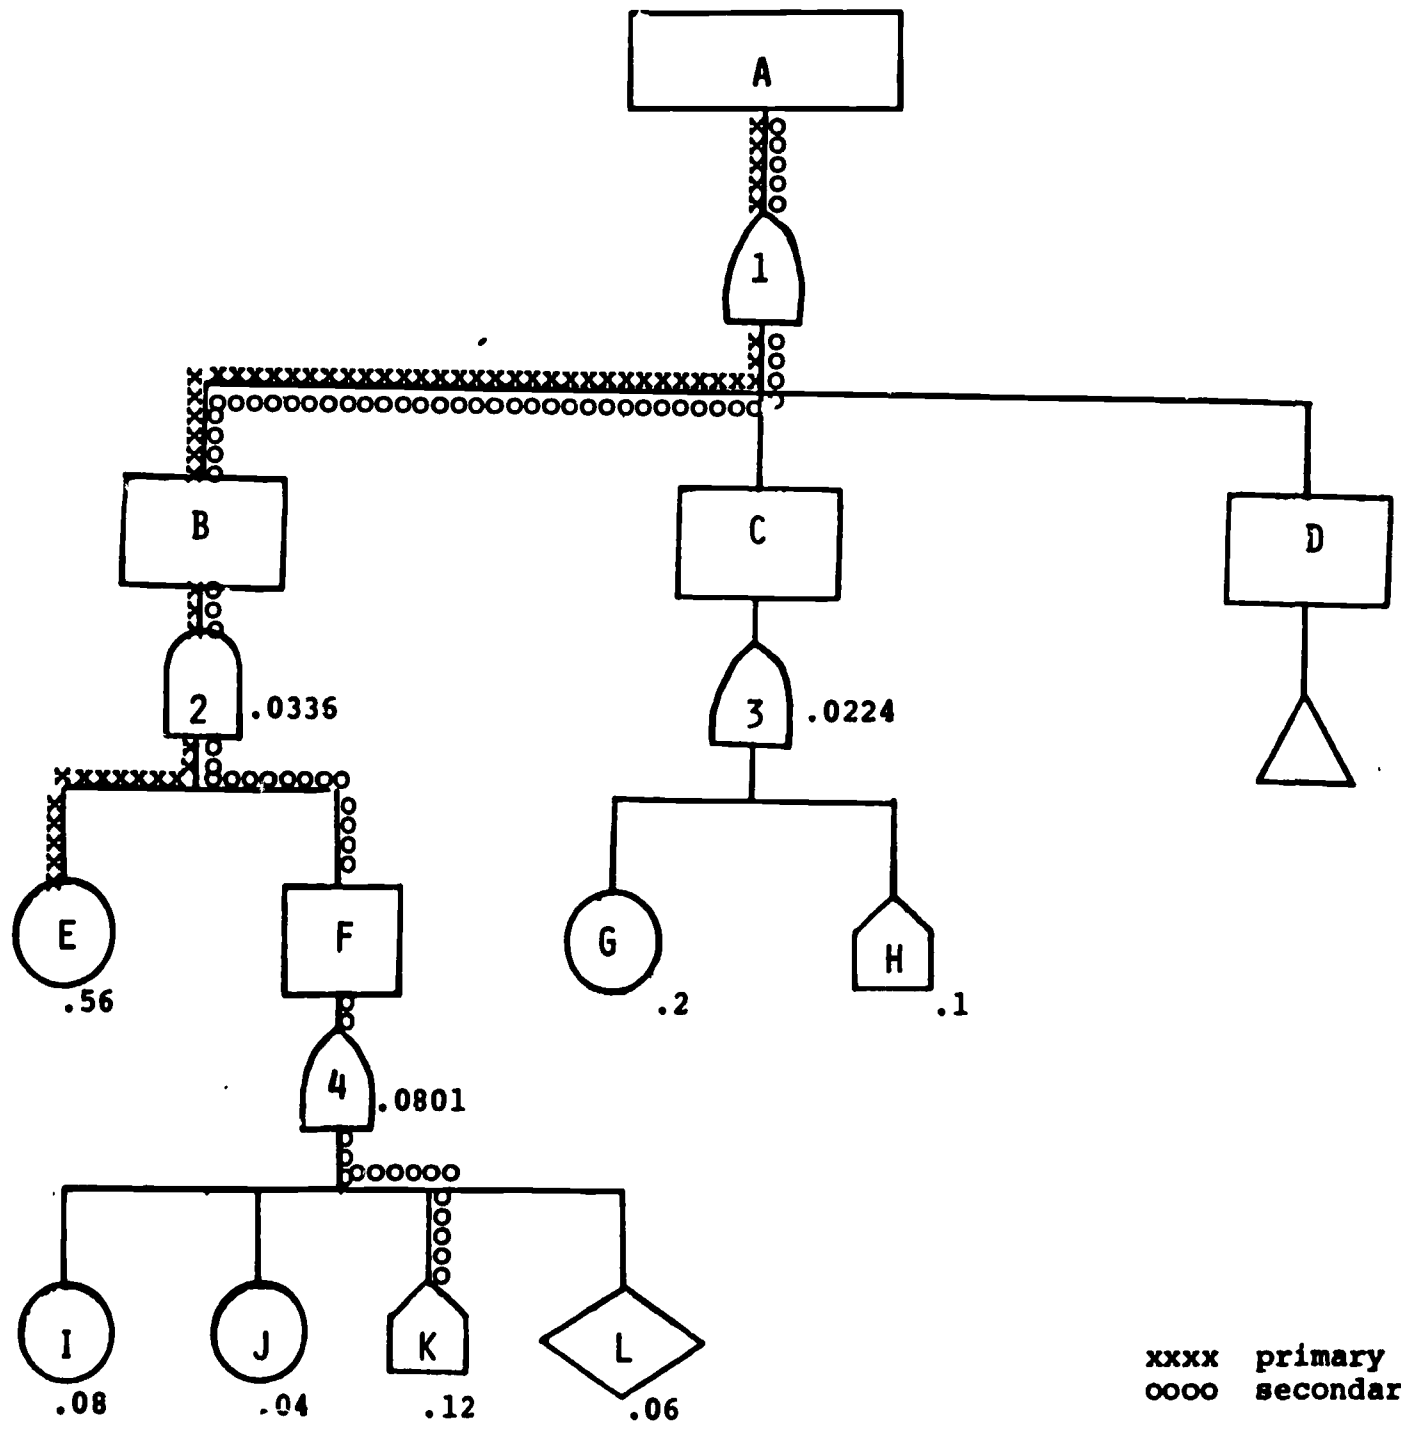 A
1
B
C
D
2 .0336
3 .0224
E
F
G
H
.56
.2
.1
4 .0801
I
J
K
L
.08
.04
.12
.06
xxxx primary
oooo secondar